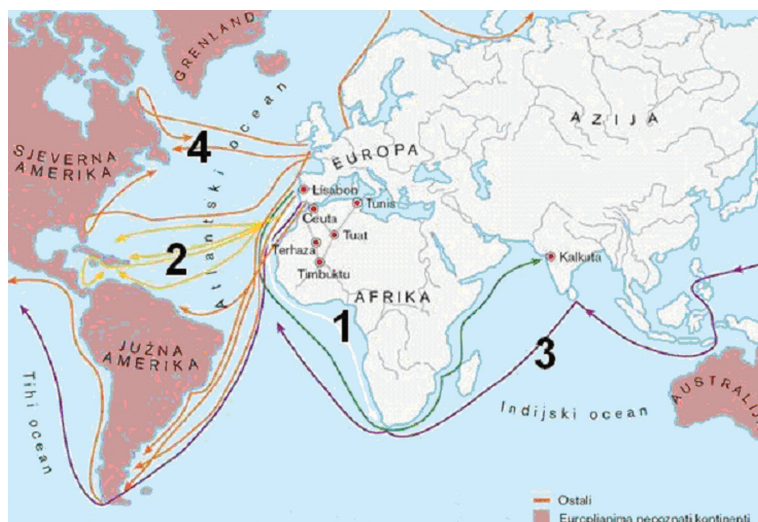 GRENLAND
4
SJEVERNA
AMERIKA
Atlantski ocean
EUROPA
AZIJA
Lisabon
Ceuta
Tunis
Tuat
Terhaza
Timbuktu
Kalkuta
2
AFRIKA
1
3
JUŽNA
AMERIKA
Tihi ocean
Indijski ocean
AUSTRALIJA
Ostali
Europljanima nepoznati kontinenti